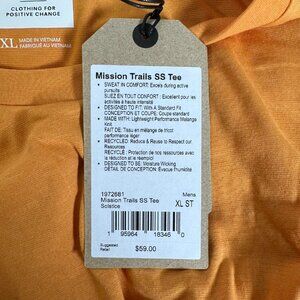 CLOTHING FOR
POSITIVE CHANGE
XL MADE IN VIETNAM
FABRIQUÉ AU VIETNAM
Mission Trails SS Tee
• SWEAT IN COMFORT: Excels during active
pursuits
SUEZ EN TOUT CONFORT : Excellent pour les
activités à haute intensité
• DESIGNED TO FIT: With A Standard Fit
CONCEPTION ET COUPE: Coupe standard
• MADE WITH: Lightweight Performance Melange
Knit
FAIT DE: Tissu en mélange de tricot
performance léger
• RECYCLED: Reduce & Reuse to Respect our
Resources.
RECYCLÉ : Protection de nos ressources avec
la réduction et le réemploi
• DESIGNED TO BE: Moisture Wicking
DÉTAIL DE CONCEPTION: Évacue l'humidité
1972681 Mens
Mission Trails SS Tee XL ST
Solstice
1 95964 18346 0
Suggested
Retail $59.00